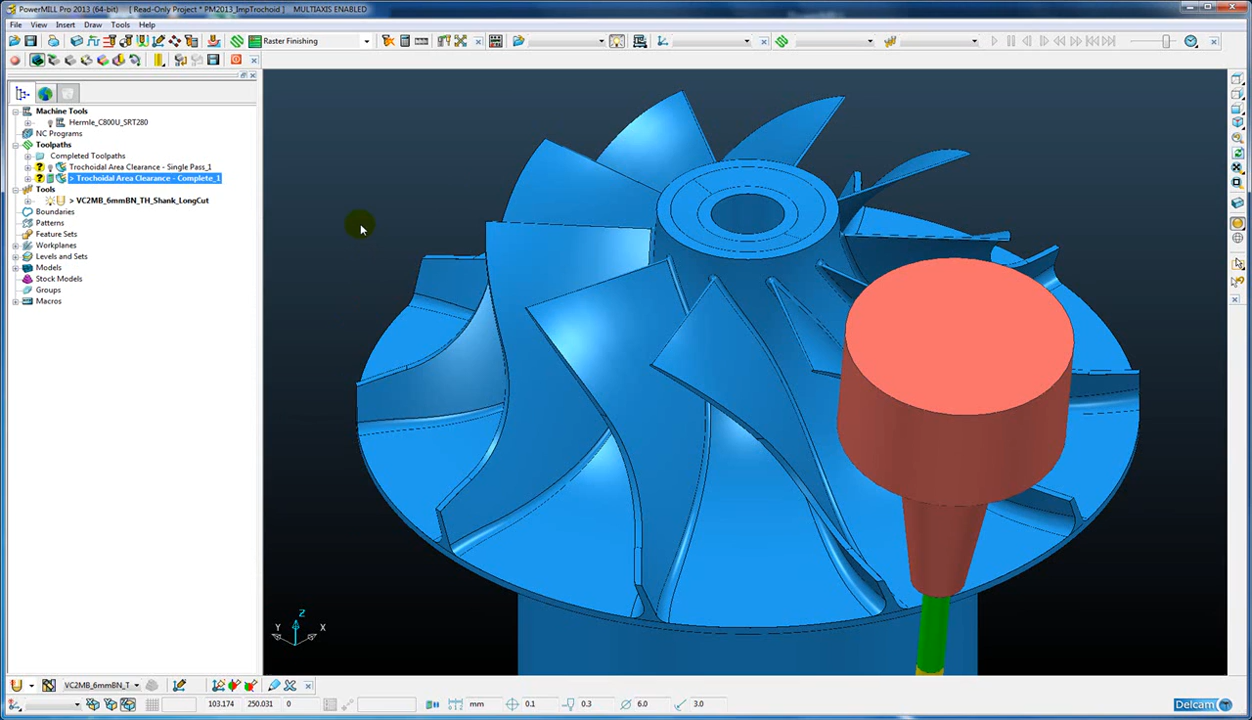 PowerMILL Pro 2013 (64-bit) [ Read-Only Project * PM2013_ImpTrochoid ] MULTIAXIS ENABLED
File View Insert Draw Tools Help
Raster Finishing
Machine Tools
Hermle_C800U_SRT280
NC Programs
Toolpaths
Completed Toolpaths
Trochoidal Area Clearance - Single Pass_1
> Trochoidal Area Clearance - Complete_1
Tools
> VC2MB_6mmBN_TH_Shank_LongCut
Boundaries
Patterns
Feature Sets
Workplanes
Levels and Sets
Models
Stock Models
Groups
Macros
Z
Y X
VC2MB_6mmBN_T
103.174 250.031 0 mm 0.1 0.3 6.0 3.0 Delcam